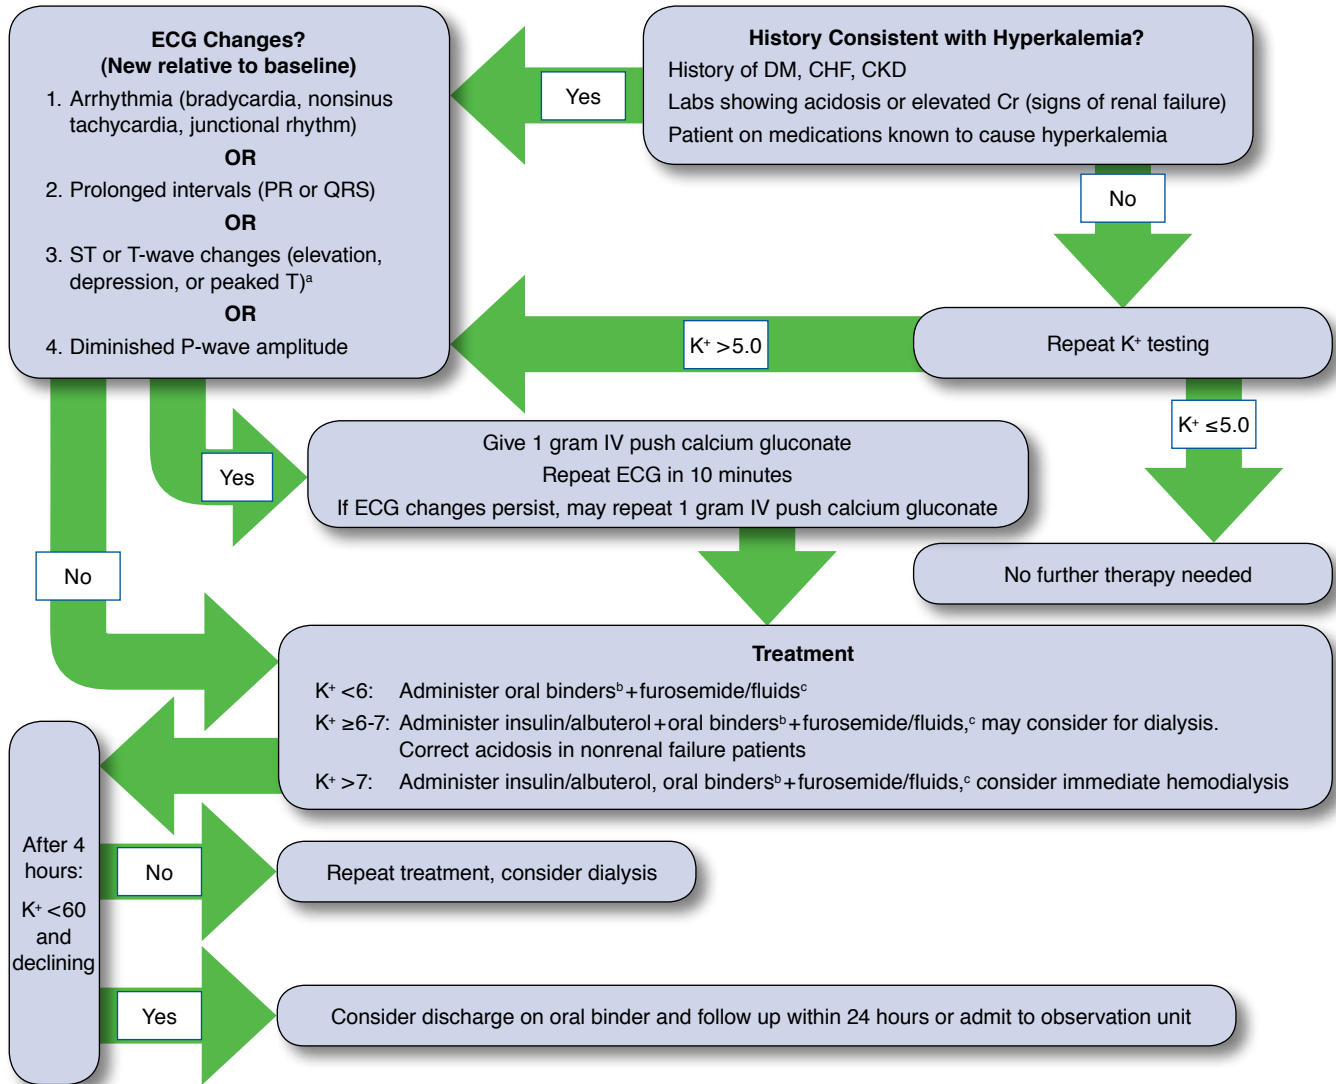 ECG Changes?
(New relative to baseline)
1. Arrhythmia (bradycardia, nonsinus
tachycardia, junctional rhythm)
OR
2. Prolonged intervals (PR or QRS)
OR
3. ST or T-wave changes (elevation,
depression, or peaked T)ᵃ
OR
4. Diminished P-wave amplitude
Yes
History Consistent with Hyperkalemia?
History of DM, CHF, CKD
Labs showing acidosis or elevated Cr (signs of renal failure)
Patient on medications known to cause hyperkalemia
No
K⁺ >5.0
Repeat K⁺ testing
K⁺ ≤5.0
Yes
Give 1 gram IV push calcium gluconate
Repeat ECG in 10 minutes
If ECG changes persist, may repeat 1 gram IV push calcium gluconate
No
No further therapy needed
Treatment
K⁺ <6: Administer oral bindersᵇ+furosemide/fluidsᶜ
K⁺ ≥6-7: Administer insulin/albuterol+oral bindersᵇ+furosemide/fluids,ᶜ may consider for dialysis.
Correct acidosis in nonrenal failure patients
K⁺ >7: Administer insulin/albuterol, oral bindersᵇ+furosemide/fluids,ᶜ consider immediate hemodialysis
After 4
hours:
K⁺ <60
and
declining
No
Repeat treatment, consider dialysis
Yes
Consider discharge on oral binder and follow up within 24 hours or admit to observation unit